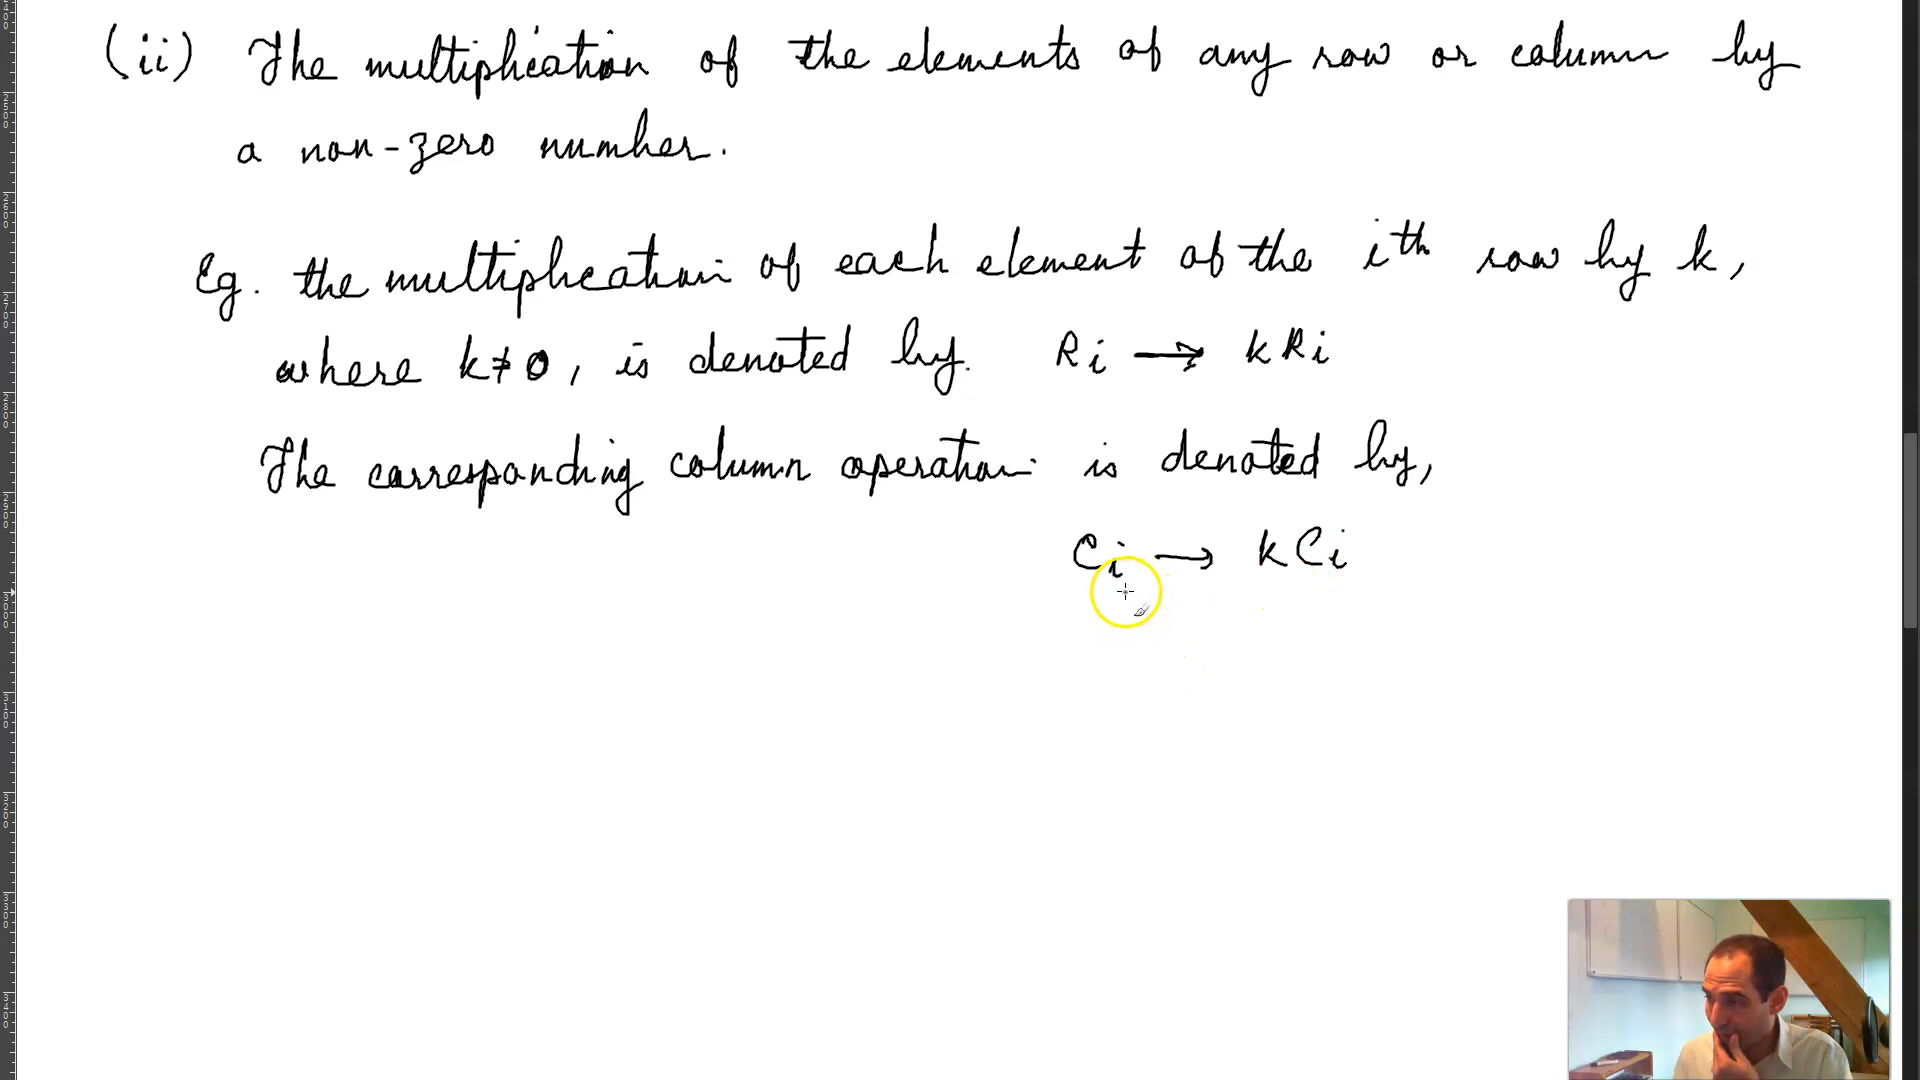 (ii) The multiplication of the elements of any row or column by
a non-zero number.
Eg. the multiplication of each element of the ith row by k,
where k≠0, is denoted by. Ri → kRi
The corresponding column operation is denoted by,
Ci → kCi